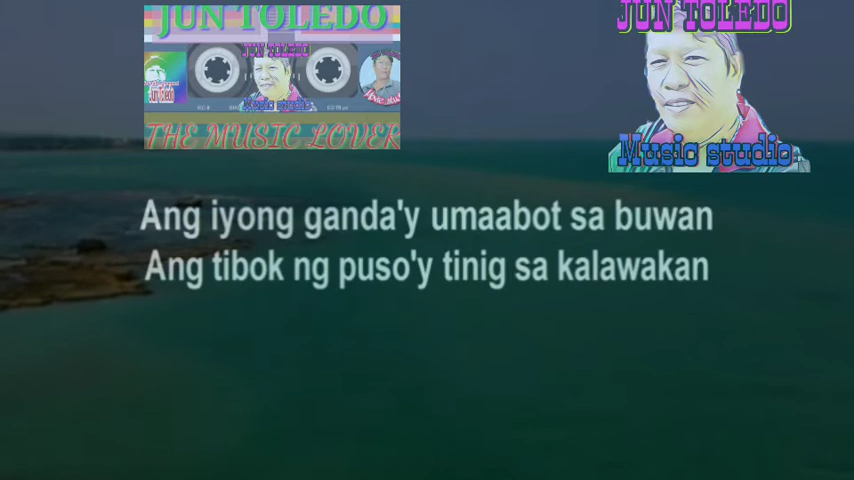 JUN TOLEDO
JUN TOLEDO
THE MUSIC LOVER
JUN TOLEDO
Music studio
Ang iyong ganda'y umaabot sa buwan
Ang tibok ng puso'y tinig sa kalawakan